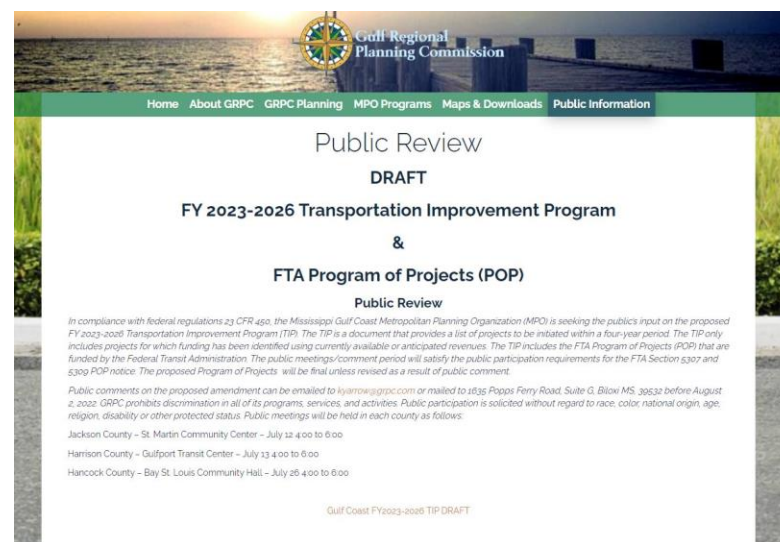 Gulf Regional
Planning Commission
Home About GRPC GRPC Planning MPO Programs Maps & Downloads Public Information
Public Review
DRAFT
FY 2023-2026 Transportation Improvement Program
&
FTA Program of Projects (POP)
Public Review
In compliance with federal regulations 23 CFR 450, the Mississippi Gulf Coast Metropolitan Planning Organization (MPO) is seeking the public's input on the proposed
FY 2023-2026 Transportation Improvement Program (TIP). The TIP is a document that provides a list of projects to be initiated within a four-year period. The TIP only
includes projects for which funding has been identified using currently available or anticipated revenues. The TIP includes the FTA Program of Projects (POP) that are
funded by the Federal Transit Administration. The public meetings/comment period will satisfy the public participation requirements for the FTA Section 5307 and
5309 POP notice. The proposed Program of Projects will be final unless revised as a result of public comment.
Public comments on the proposed amendment can be emailed to kyarrow@grpc.com or mailed to 1635 Popps Ferry Road, Suite G, Biloxi MS, 39532 before August
2, 2022. GRPC prohibits discrimination in all of its programs, services, and activities. Public participation is solicited without regard to race, color, national origin, age,
religion, disability or other protected status. Public meetings will be held in each county as follows:
Jackson County – St. Martin Community Center – July 12 4:00 to 6:00
Harrison County – Gulfport Transit Center – July 13 4:00 to 6:00
Hancock County – Bay St. Louis Community Hall – July 26 4:00 to 6:00
Gulf Coast FY2023-2026 TIP DRAFT